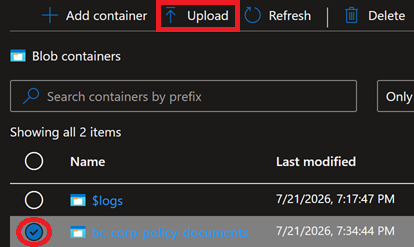 Add container Upload Refresh Delete
Blob containers
Search containers by prefix Only
Showing all 2 items
Name Last modified
$logs 7/21/2026, 7:17:47 PM
bc-corp-policy-documents 7/21/2026, 7:34:44 PM